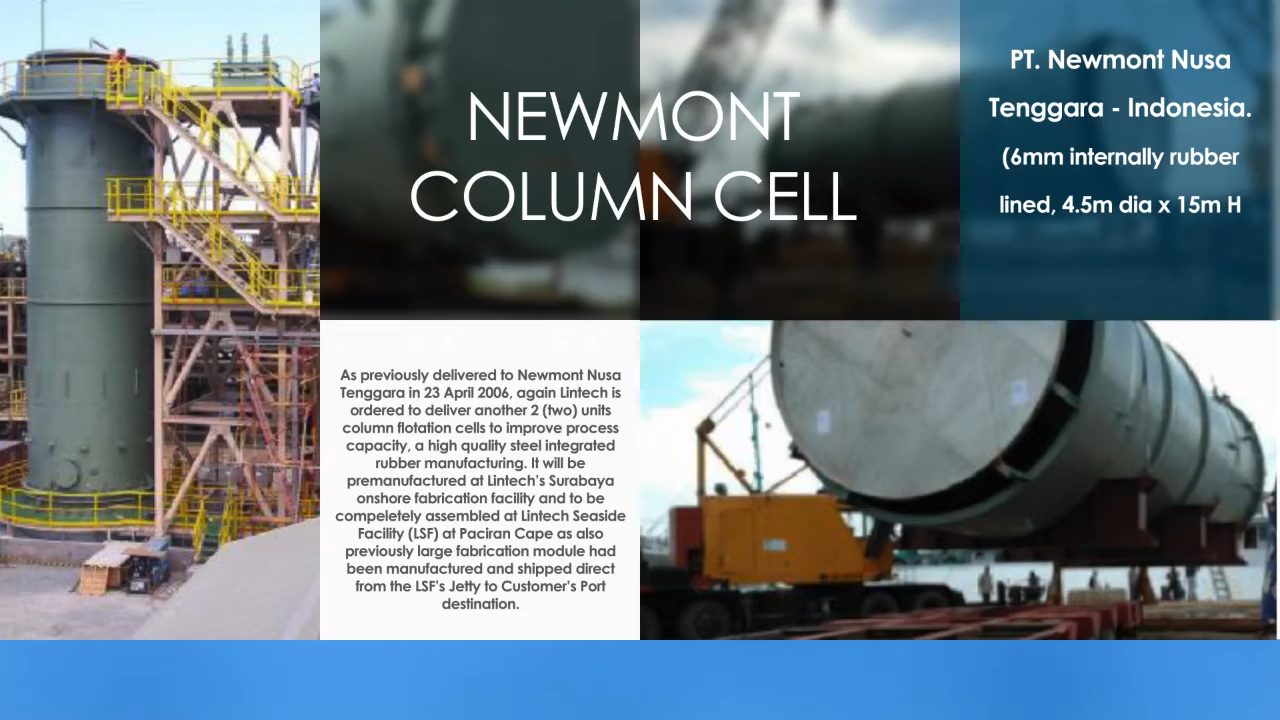 NEWMONT
COLUMN CELL
PT. Newmont Nusa
Tenggara - Indonesia.
(6mm internally rubber
lined, 4.5m dia x 15m H
As previously delivered to Newmont Nusa
Tenggara in 23 April 2006, again Lintech is
ordered to deliver another 2 (two) units
column flotation cells to improve process
capacity, a high quality steel integrated
rubber manufacturing. It will be
premanufactured at Lintech's Surabaya
onshore fabrication facility and to be
compeletely assembled at Lintech Seaside
Facility (LSF) at Paciran Cape as also
previously large fabrication module had
been manufactured and shipped direct
from the LSF's Jetty to Customer's Port
destination.